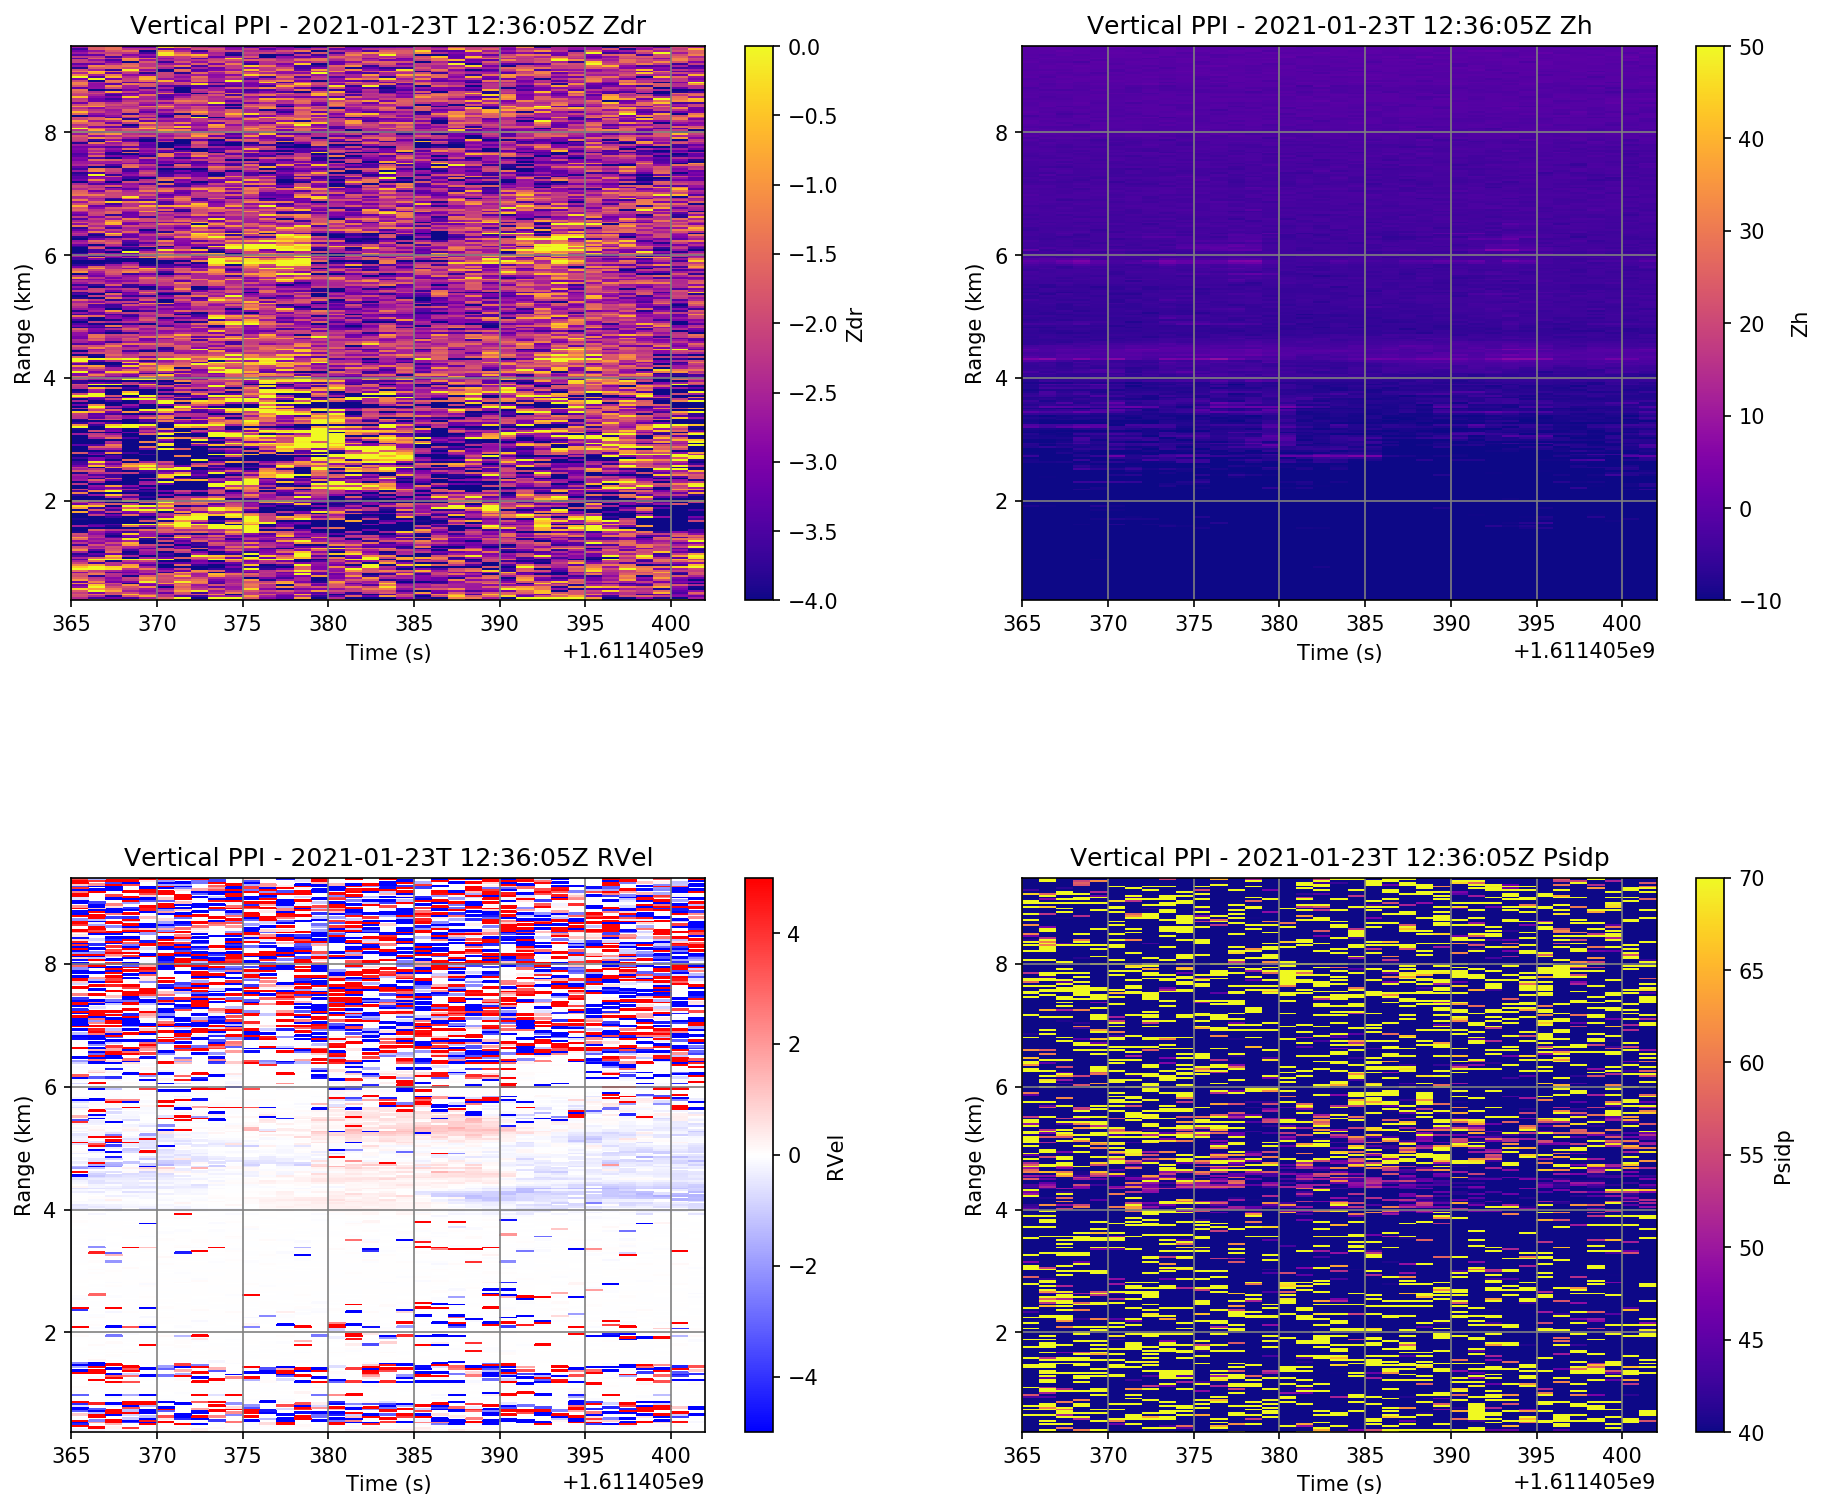 Vertical PPI - 2021-01-23T 12:36:05Z Zdr
Range (km)
8
6
4
2
365 370 375 380 385 390 395 400
Time (s)
+1.611405e9
0.0
−0.5
−1.0
−1.5
−2.0
−2.5
−3.0
−3.5
−4.0
Zdr
Vertical PPI - 2021-01-23T 12:36:05Z Zh
Range (km)
8
6
4
2
365 370 375 380 385 390 395 400
Time (s)
+1.611405e9
50
40
30
20
10
0
−10
Zh
Vertical PPI - 2021-01-23T 12:36:05Z RVel
Range (km)
8
6
4
2
365 370 375 380 385 390 395 400
Time (s)
+1.611405e9
4
2
0
−2
−4
RVel
Vertical PPI - 2021-01-23T 12:36:05Z Psidp
Range (km)
8
6
4
2
365 370 375 380 385 390 395 400
Time (s)
+1.611405e9
70
65
60
55
50
45
40
Psidp